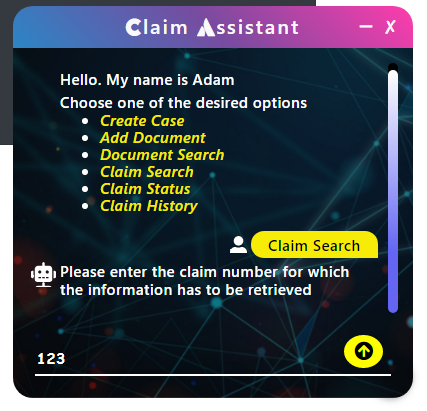 Claim Assistant
– X
Hello. My name is Adam
Choose one of the desired options
• Create Case
• Add Document
• Document Search
• Claim Search
• Claim Status
• Claim History
Claim Search
Please enter the claim number for which
the information has to be retrieved
123